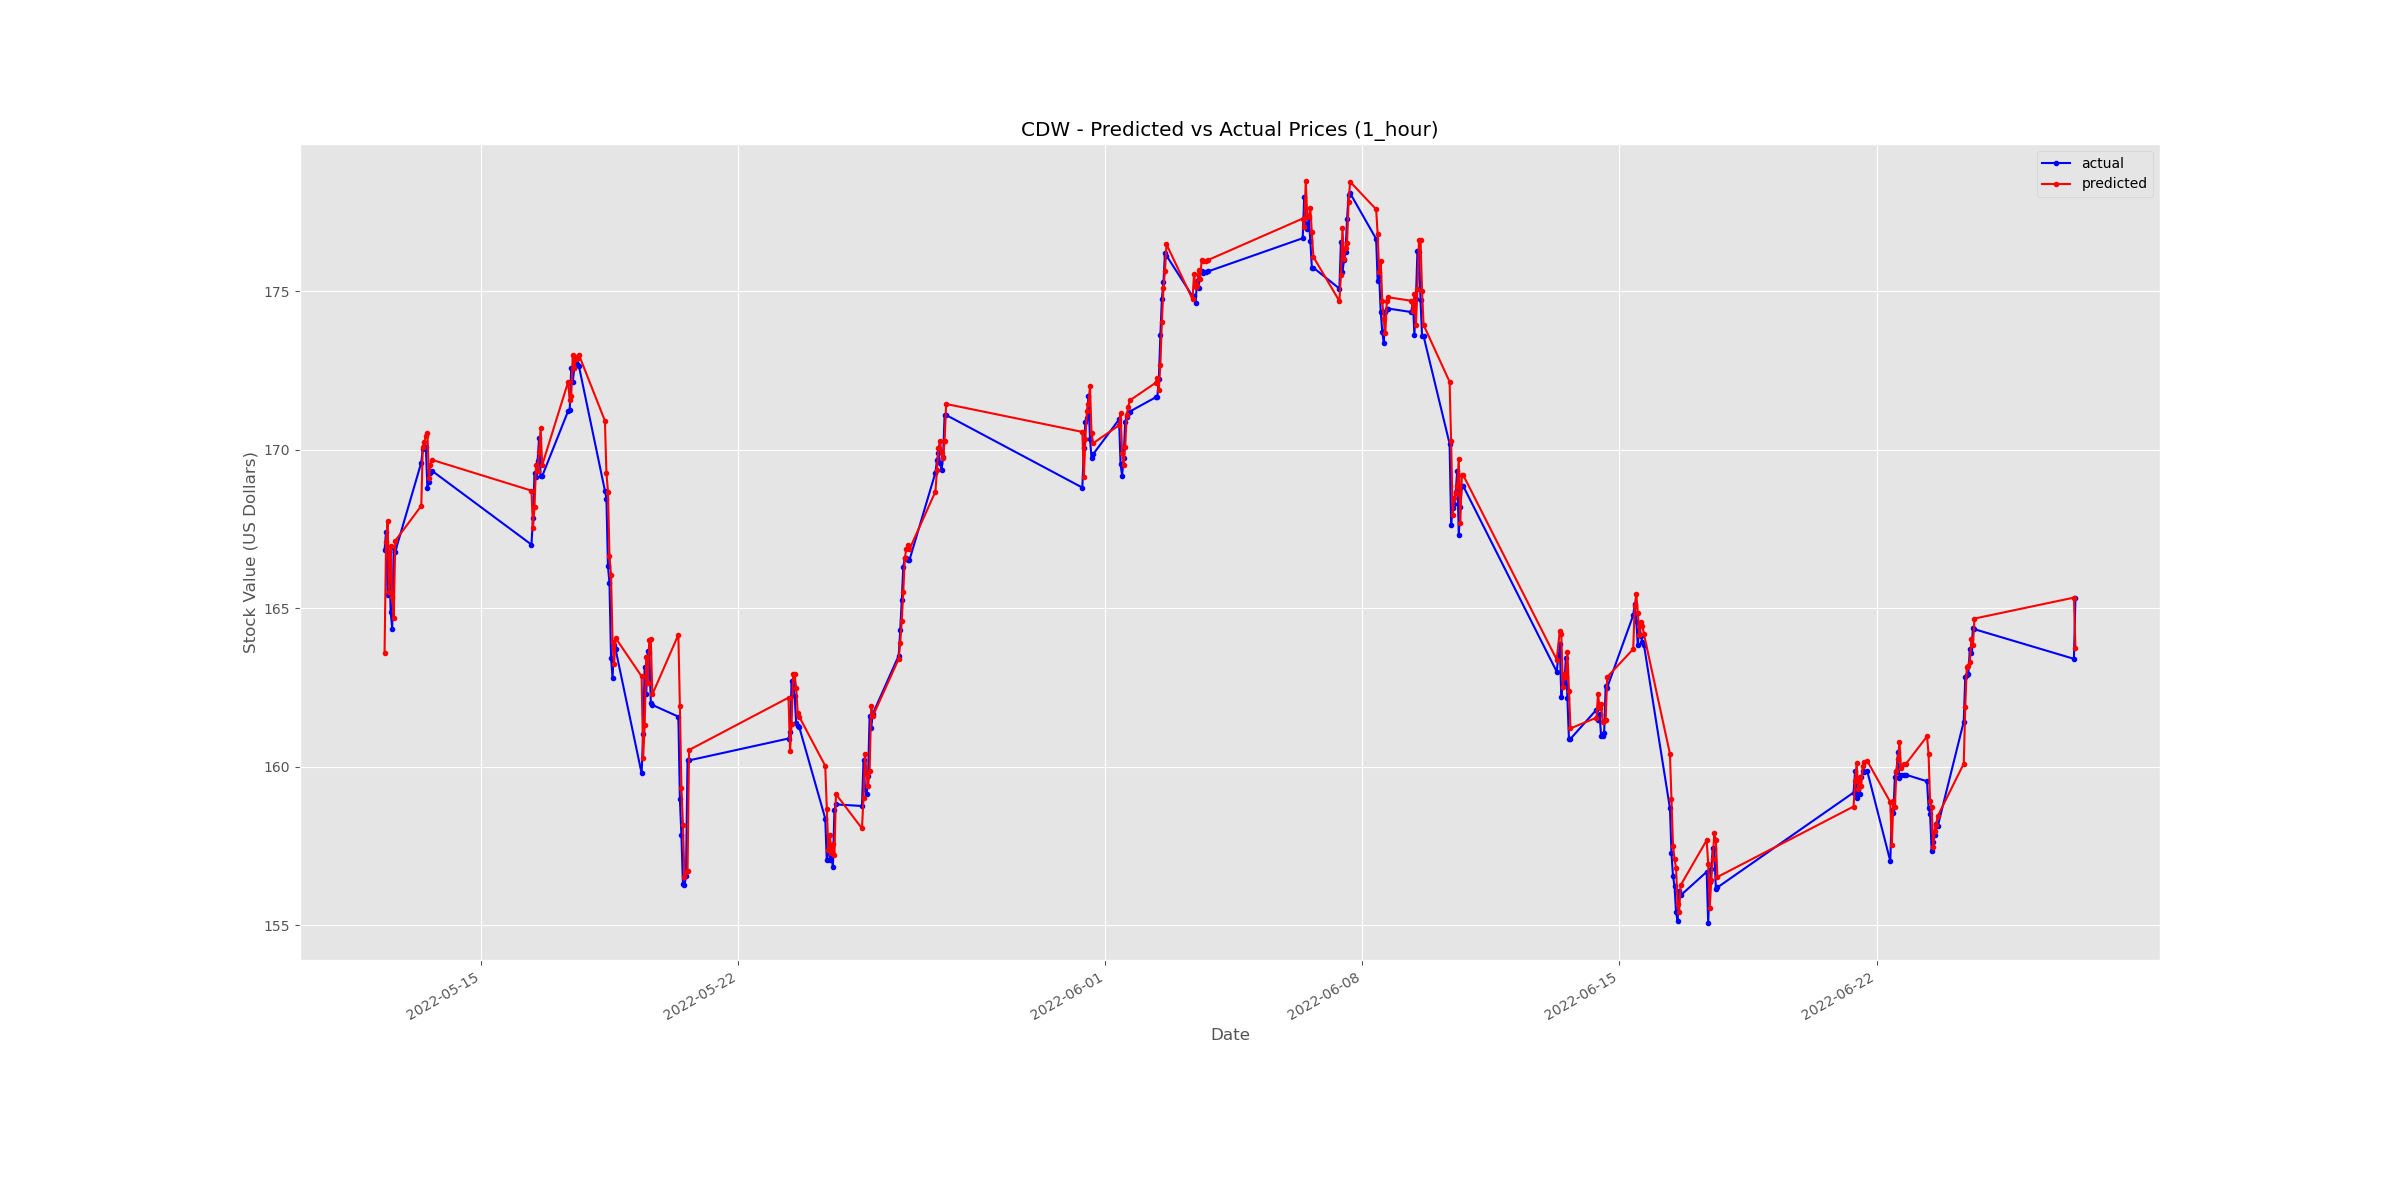 CDW - Predicted vs Actual Prices (1_hour)
actual
predicted
Stock Value (US Dollars)
175
170
165
160
155
2022-05-15
2022-05-22
2022-06-01
2022-06-08
2022-06-15
2022-06-22
Date